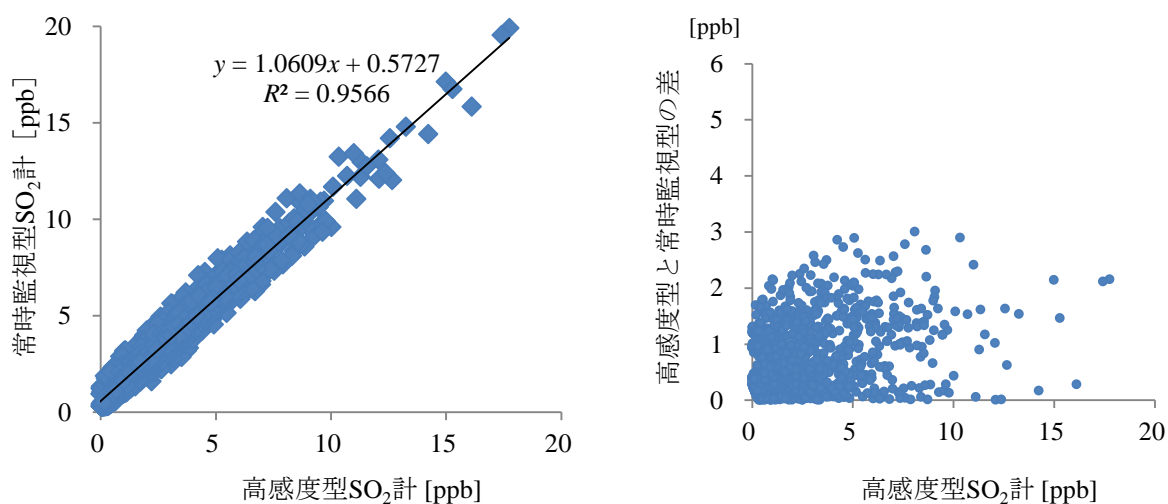 20
15
10
5
0
常時監視型SO₂計 [ppb]
y = 1.0609x + 0.5727
R² = 0.9566
0 5 10 15 20
高感度型SO₂計 [ppb]
[ppb]
6
5
4
3
2
1
0
高感度型と常時監視型の差
0 5 10 15 20
高感度型SO₂計 [ppb]